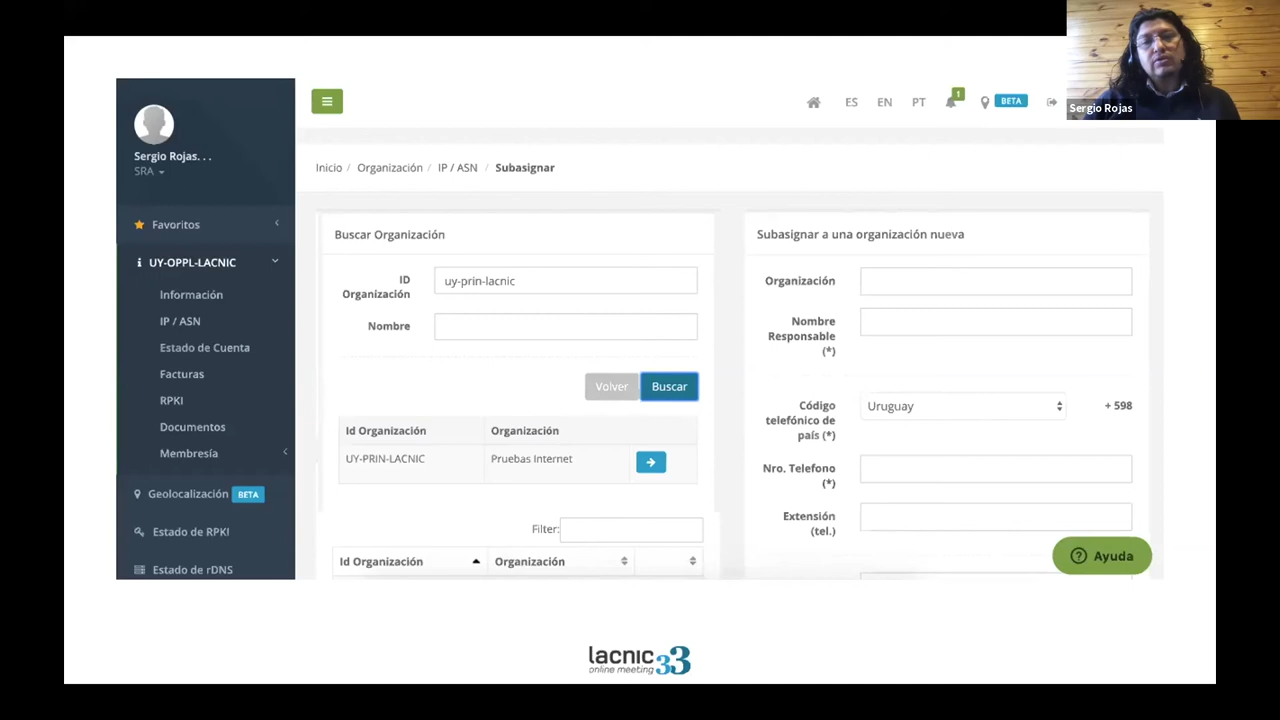 Sergio Rojas. . .
SRA
Favoritos
UY-OPPL-LACNIC
Información
IP / ASN
Estado de Cuenta
Facturas
RPKI
Documentos
Membresía
Geolocalización BETA
Estado de RPKI
Estado de rDNS
ES EN PT 1 BETA
Inicio / Organización / IP / ASN / Subasignar
Buscar Organización
ID
Organización
uy-prin-lacnic
Nombre
Volver Buscar
Id Organización Organización
UY-PRIN-LACNIC Pruebas Internet
Filter:
Id Organización Organización
Subasignar a una organización nueva
Organización
Nombre
Responsable
(*)
Código
telefónico de
país (*)
Uruguay + 598
Nro. Telefono
(*)
Extensión
(tel.)
Ayuda
Sergio Rojas
lacnic 33
online meeting